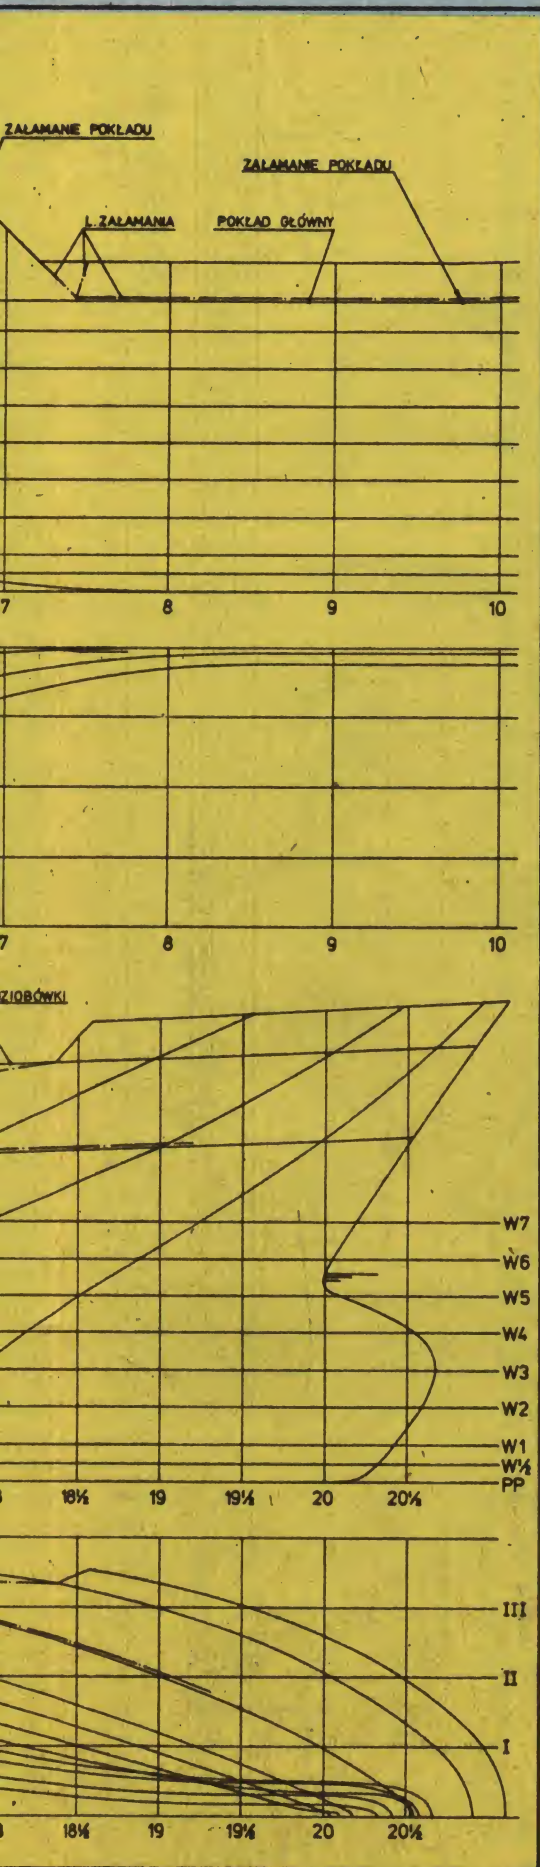 ZAŁAMANIE POKŁADU
ZAŁAMANIE POKŁADU
L. ZAŁAMANIA POKŁAD GŁÓWNY
7 8 9 10
7 8 9 10
W7
W6
W5
W4
W3
W2
W1
W½
PP
18½ 19 19½ 20 20½
III
II
I
18½ 19 19½ 20 20½